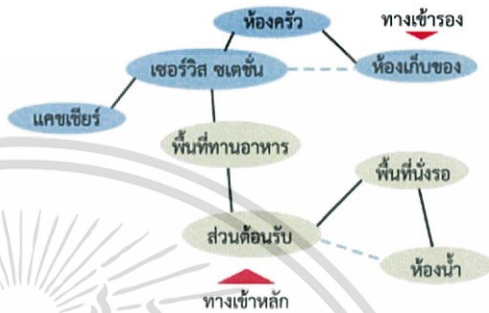 ห้องครัว
ทางเข้ารอง
เซอร์วิส ซเตชั่น
ห้องเก็บของ
แคชเชียร์
พื้นที่ทานอาหาร
พื้นที่นั่งรอ
ส่วนต้อนรับ
ห้องน้ำ
ทางเข้าหลัก